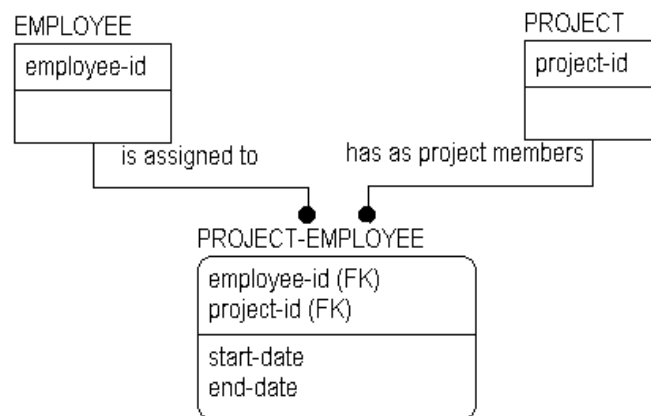 EMPLOYEE
employee-id
PROJECT
project-id
is assigned to
has as project members
PROJECT-EMPLOYEE
employee-id (FK)
project-id (FK)
start-date
end-date